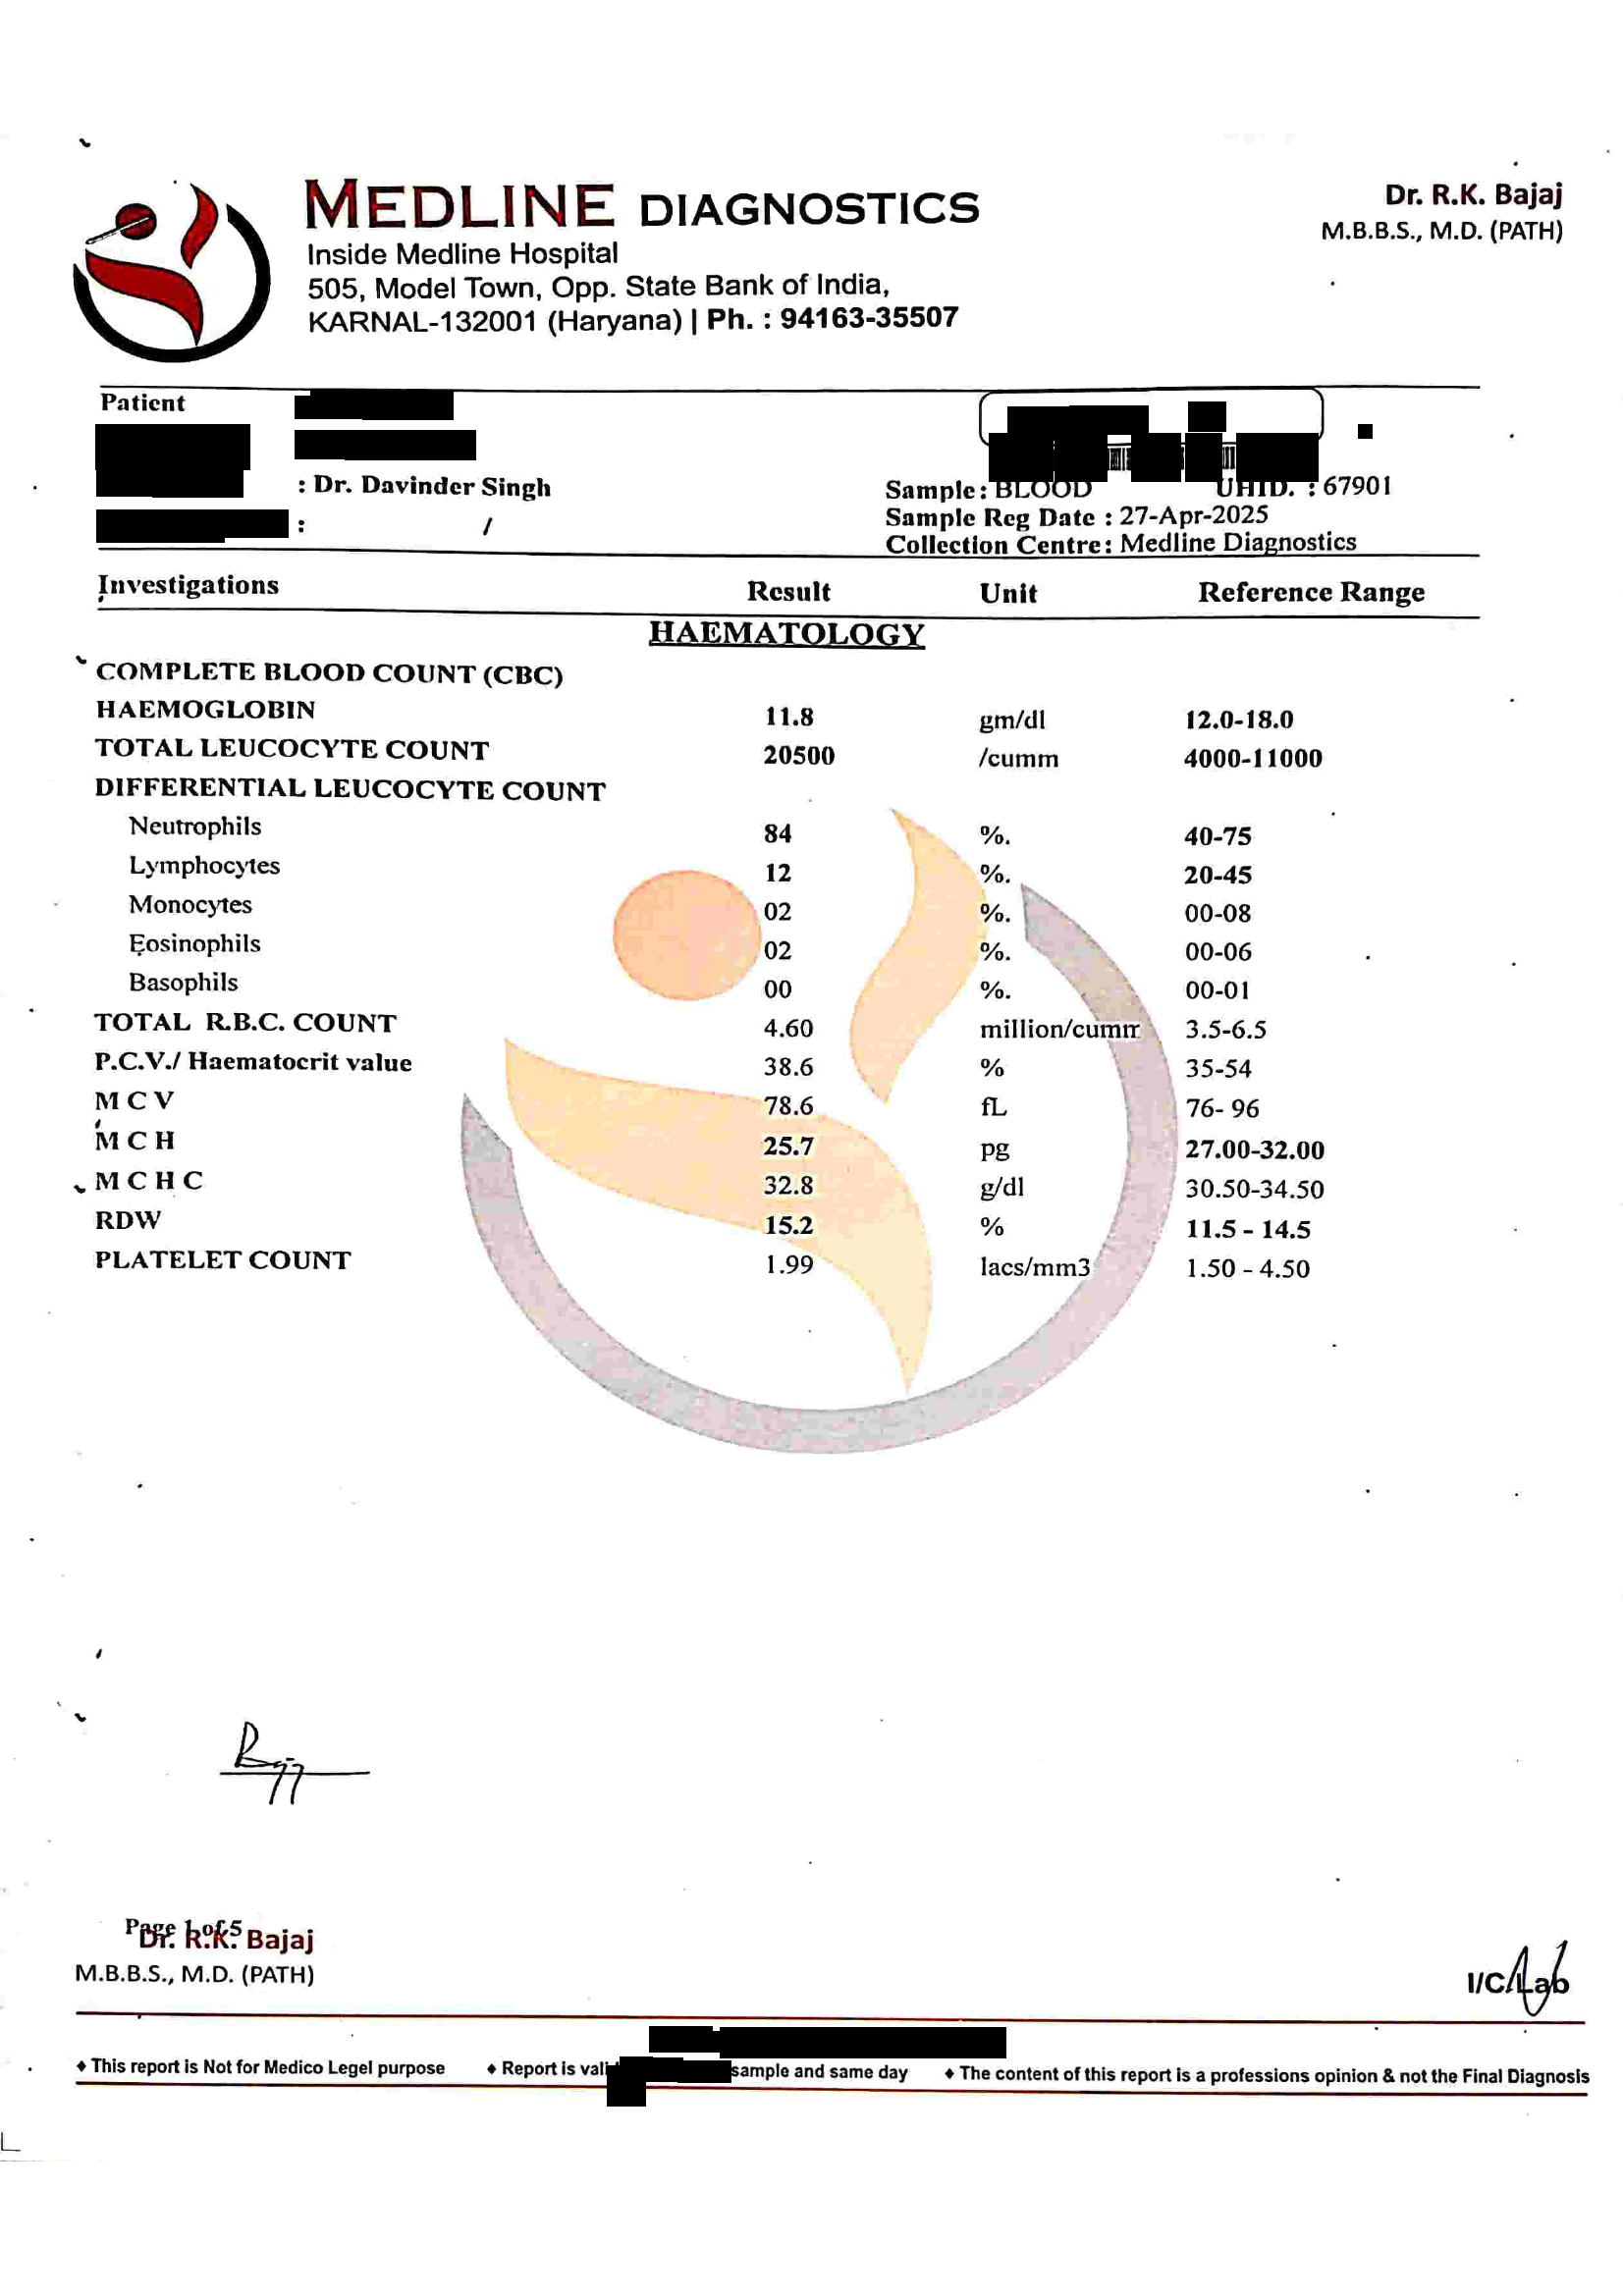 MEDLINE DIAGNOSTICS
Inside Medline Hospital
505, Model Town, Opp. State Bank of India,
KARNAL-132001 (Haryana) | Ph. : 94163-35507
Dr. R.K. Bajaj
M.B.B.S., M.D. (PATH)
Patient
: Dr. Davinder Singh
: /
Sample: BLOOD UHID. : 67901
Sample Reg Date : 27-Apr-2025
Collection Centre: Medline Diagnostics
Investigations Result Unit Reference Range
HAEMATOLOGY
COMPLETE BLOOD COUNT (CBC)
HAEMOGLOBIN 11.8 gm/dl 12.0-18.0
TOTAL LEUCOCYTE COUNT 20500 /cumm 4000-11000
DIFFERENTIAL LEUCOCYTE COUNT
Neutrophils 84 %. 40-75
Lymphocytes 12 %. 20-45
Monocytes 02 %. 00-08
Eosinophils 02 %. 00-06
Basophils 00 %. 00-01
TOTAL R.B.C. COUNT 4.60 million/cumm 3.5-6.5
P.C.V./ Haematocrit value 38.6 % 35-54
M C V 78.6 fL 76- 96
M C H 25.7 pg 27.00-32.00
M C H C 32.8 g/dl 30.50-34.50
RDW 15.2 % 11.5 - 14.5
PLATELET COUNT 1.99 lacs/mm3 1.50 - 4.50
Page 1 of 5
Dr. R.K. Bajaj
M.B.B.S., M.D. (PATH)
I/C Lab
♦ This report is Not for Medico Legel purpose ♦ Report is sample and same day ♦ The content of this report is a professions opinion & not the Final Diagnosis